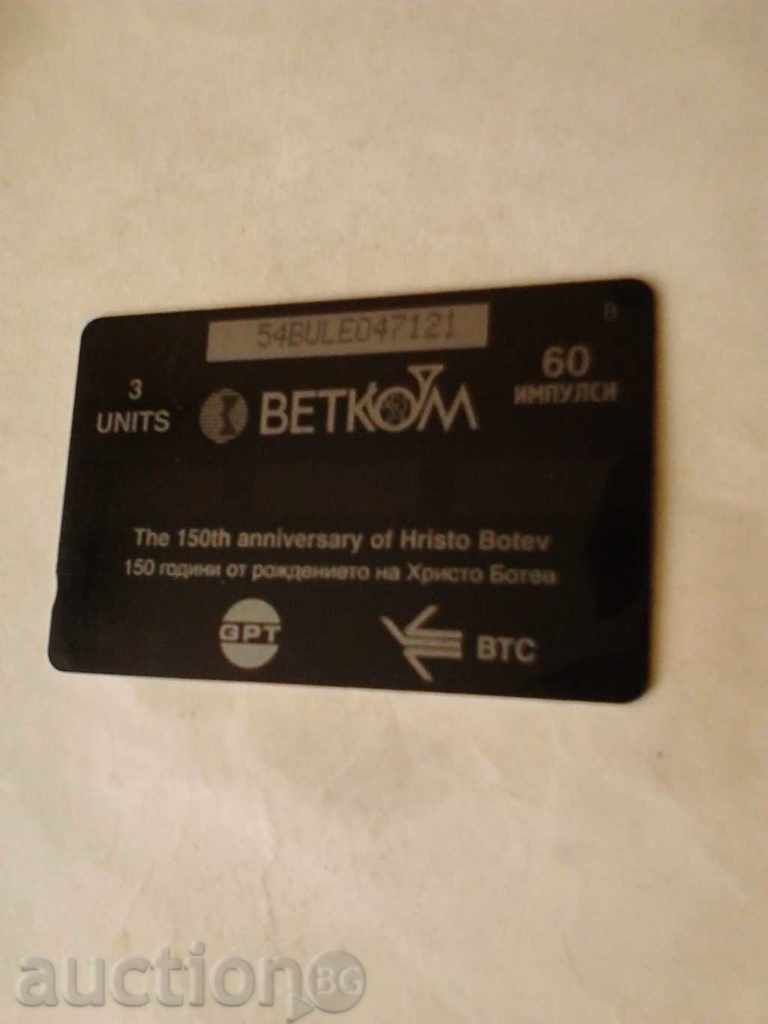 54BULE047121
B
3
UNITS
BETKOM
60
ИМПУЛСИ
The 150th anniversary of Hristo Botev
150 години от рождението на Христо Ботев
GPT
BTC
auction BG